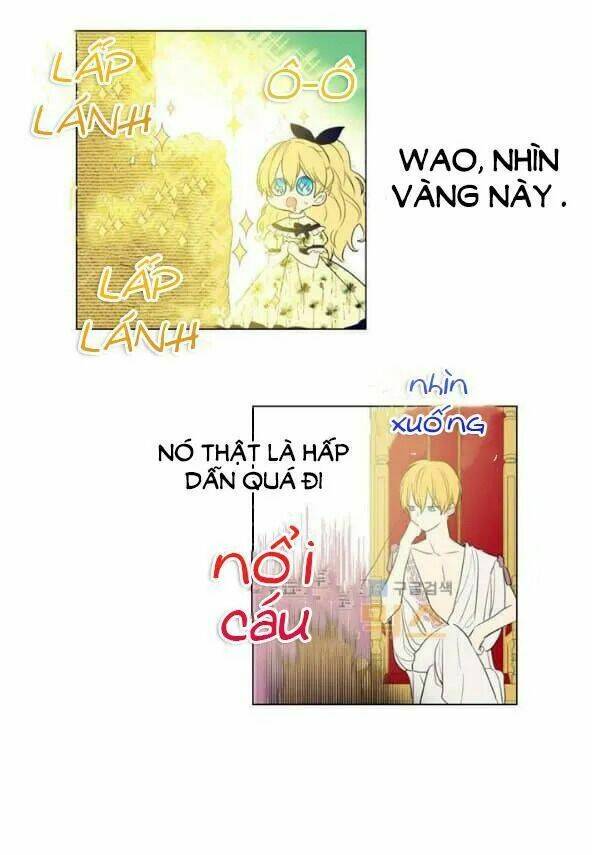 LẤP
LÁNH
Ô-Ô
WAO, NHÌN
VÀNG NÀY.
LẤP
LÁNH
nhìn
xuống
NÓ THẬT LÀ HẤP
DẪN QUÁ ĐI
nổi
cáu
구글검색